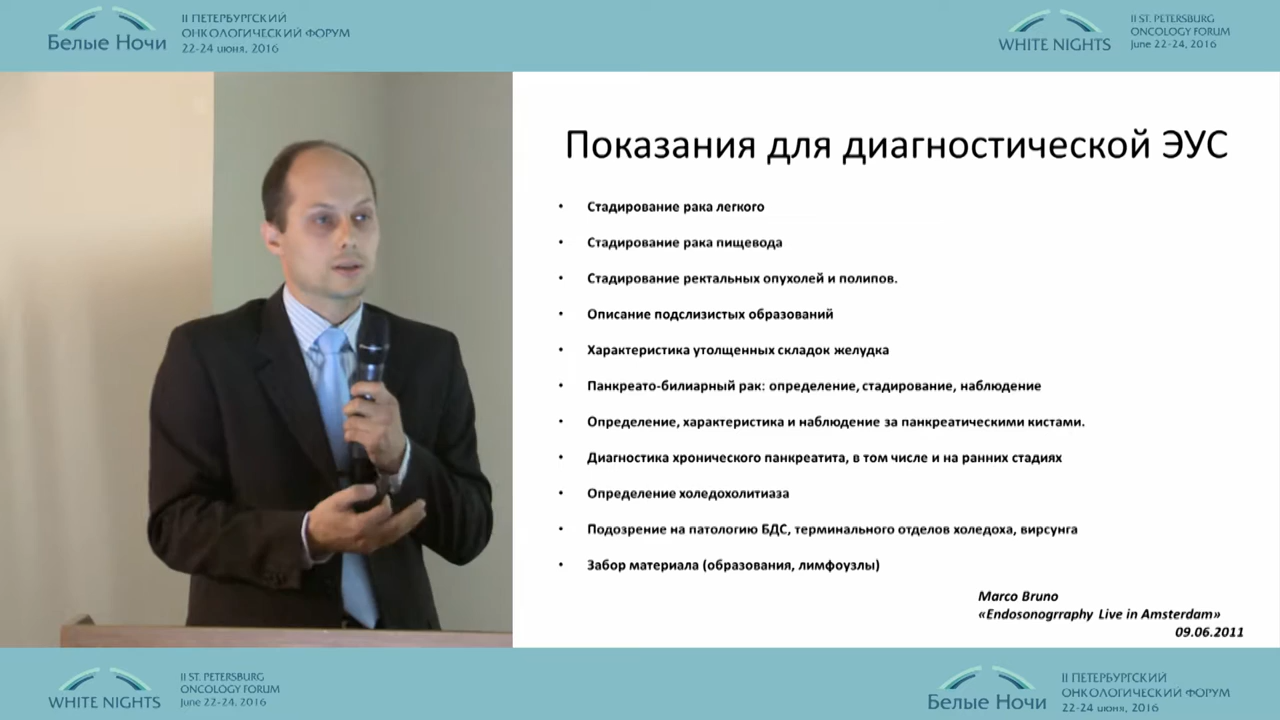 Белые Ночи
II ПЕТЕРБУРГСКИЙ
ОНКОЛОГИЧЕСКИЙ ФОРУМ
22-24 июня, 2016
WHITE NIGHTS
II ST. PETERSBURG
ONCOLOGY FORUM
June 22-24, 2016
Показания для диагностической ЭУС
• Стадирование рака легкого
• Стадирование рака пищевода
• Стадирование ректальных опухолей и полипов.
• Описание подслизистых образований
• Характеристика утолщенных складок желудка
• Панкреато-билиарный рак: определение, стадирование, наблюдение
• Определение, характеристика и наблюдение за панкреатическими кистами.
• Диагностика хронического панкреатита, в том числе и на ранних стадиях
• Определение холедохолитиаза
• Подозрение на патологию БДС, терминального отделов холедоха, вирсунга
• Забор материала (образования, лимфоузлы)
Marco Bruno
«Endosonogrraphy Live in Amsterdam»
09.06.2011
WHITE NIGHTS
II ST. PETERSBURG
ONCOLOGY FORUM
June 22-24, 2016
Белые Ночи
II ПЕТЕРБУРГСКИЙ
ОНКОЛОГИЧЕСКИЙ ФОРУМ
22-24 июня, 2016